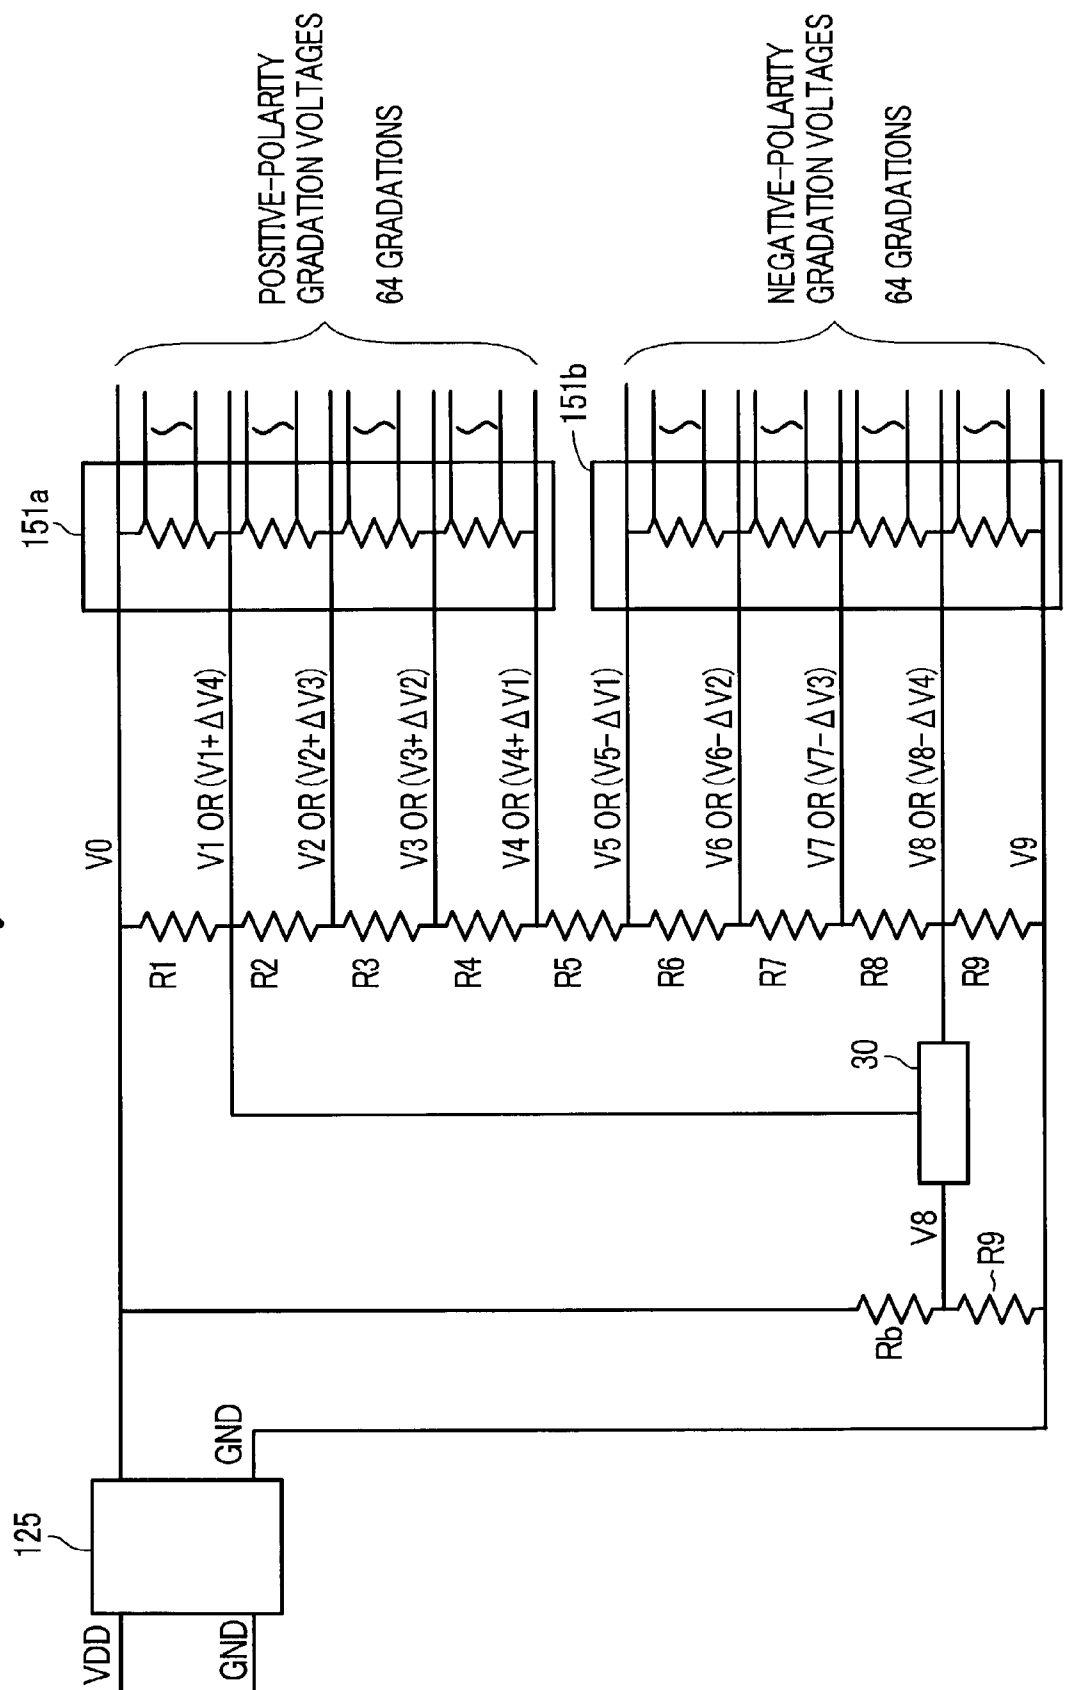 VDD
GND
125
GND
Rb
R9
V8
30
R1
R2
R3
R4
R5
R6
R7
R8
R9
V0
V1 OR (V1+ΔV4)
V2 OR (V2+ΔV3)
V3 OR (V3+ΔV2)
V4 OR (V4+ΔV1)
V5 OR (V5-ΔV1)
V6 OR (V6-ΔV2)
V7 OR (V7-ΔV3)
V8 OR (V8-ΔV4)
V9
151a
151b
POSITIVE-POLARITY
GRADATION VOLTAGES
64 GRADATIONS
NEGATIVE-POLARITY
GRADATION VOLTAGES
64 GRADATIONS